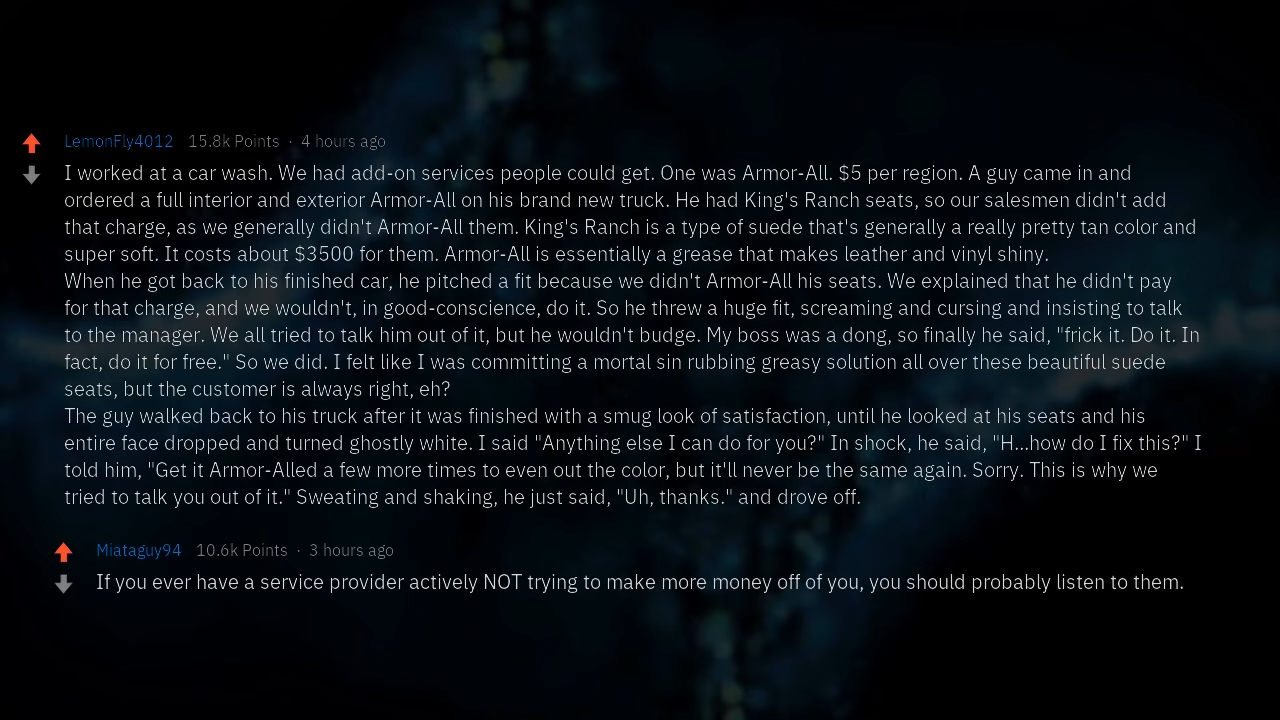 LemonFly4012 15.8k Points · 4 hours ago
I worked at a car wash. We had add-on services people could get. One was Armor-All. $5 per region. A guy came in and
ordered a full interior and exterior Armor-All on his brand new truck. He had King's Ranch seats, so our salesmen didn't add
that charge, as we generally didn't Armor-All them. King's Ranch is a type of suede that's generally a really pretty tan color and
super soft. It costs about $3500 for them. Armor-All is essentially a grease that makes leather and vinyl shiny.
When he got back to his finished car, he pitched a fit because we didn't Armor-All his seats. We explained that he didn't pay
for that charge, and we wouldn't, in good-conscience, do it. So he threw a huge fit, screaming and cursing and insisting to talk
to the manager. We all tried to talk him out of it, but he wouldn't budge. My boss was a dong, so finally he said, "frick it. Do it. In
fact, do it for free." So we did. I felt like I was committing a mortal sin rubbing greasy solution all over these beautiful suede
seats, but the customer is always right, eh?
The guy walked back to his truck after it was finished with a smug look of satisfaction, until he looked at his seats and his
entire face dropped and turned ghostly white. I said "Anything else I can do for you?" In shock, he said, "H...how do I fix this?" I
told him, "Get it Armor-Alled a few more times to even out the color, but it'll never be the same again. Sorry. This is why we
tried to talk you out of it." Sweating and shaking, he just said, "Uh, thanks." and drove off.
Miataguy94 10.6k Points · 3 hours ago
If you ever have a service provider actively NOT trying to make more money off of you, you should probably listen to them.